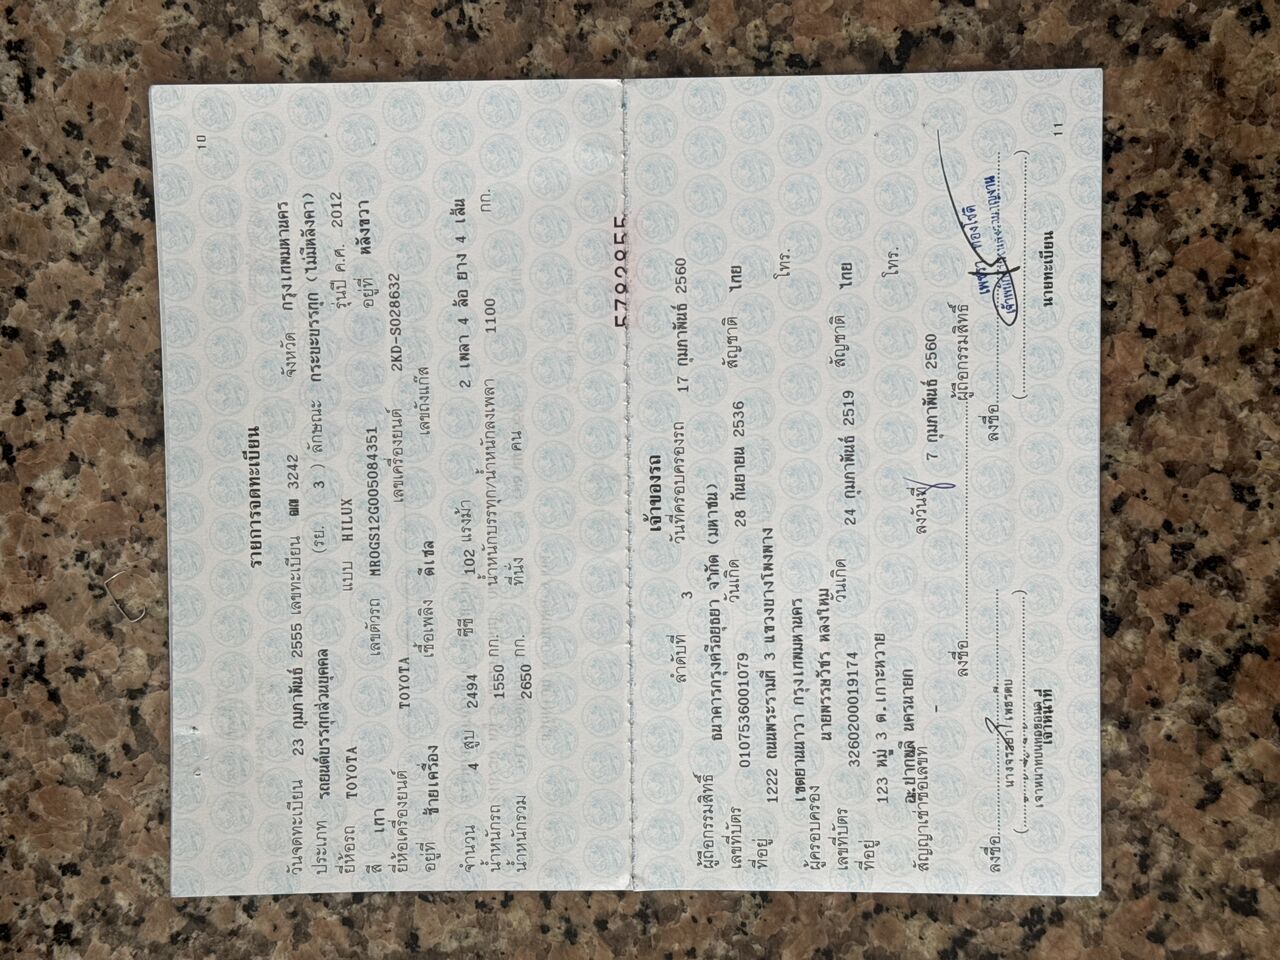 10
รายการจดทะเบียน
วันจดทะเบียน 23 กุมภาพันธ์ 2555 เลขทะเบียน ฒฒ 3242 จังหวัด กรุงเทพมหานคร
ประเภท รถยนต์บรรทุกส่วนบุคคล (รย. 3 ) ลักษณะ กระบะบรรทุก (ไม่มีหลังคา)
ยี่ห้อรถ TOYOTA แบบ HILUX รุ่นปี ค.ศ. 2012
สี เทา เลขตัวรถ MROGS12G005084351 อยู่ที่ หลังขวา
ยี่ห้อเครื่องยนต์ TOYOTA เลขเครื่องยนต์ 2KD-S028632
อยู่ที่ ซ้ายเครื่อง เชื้อเพลิง ดีเซล เลขถังแก๊ส
จำนวน 4 สูบ 2494 ซีซี 102 แรงม้า 2 เพลา 4 ล้อ ยาง 4 เส้น
น้ำหนักรถ 1550 กก. น้ำหนักบรรทุก/น้ำหนักลงเพลา 1100 กก.
น้ำหนักรวม 2650 กก. ที่นั่ง คน
5782855
เจ้าของรถ
ลำดับที่ 3 วันที่ครอบครองรถ 17 กุมภาพันธ์ 2560
ผู้ถือกรรมสิทธิ์ ธนาคารกรุงศรีอยุธยา จำกัด (มหาชน)
เลขที่บัตร 0107536001079 วันเกิด 28 กันยายน 2536 สัญชาติ ไทย
ที่อยู่ 1222 ถนนพระรามที่ 3 แขวงบางโพงพาง โทร.
เขตยานนาวา กรุงเทพมหานคร
ผู้ครอบครอง นายพรรษวัชร หลงใหม่
เลขที่บัตร 3260200019174 วันเกิด 24 กุมภาพันธ์ 2519 สัญชาติ ไทย
ที่อยู่ 123 หมู่ 3 ต.เกาะหวาย โทร.
อ.ปากพลี นครนายก
สัญญาเช่าซื้อเลขที่ - ลงวันที่ 7 กุมภาพันธ์ 2560
ลงชื่อ ผู้ถือกรรมสิทธิ์
ลงชื่อ ลงชื่อ
เจ้าหน้าที่ นายทะเบียน
11